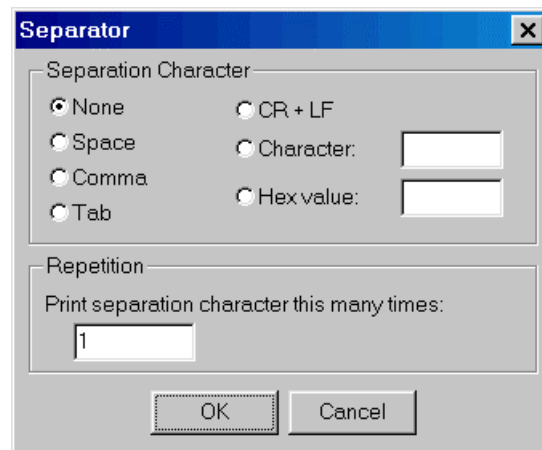 Separator
Separation Character
None
CR + LF
Space
Character:
Comma
Hex value:
Tab
Repetition
Print separation character this many times:
1
OK Cancel